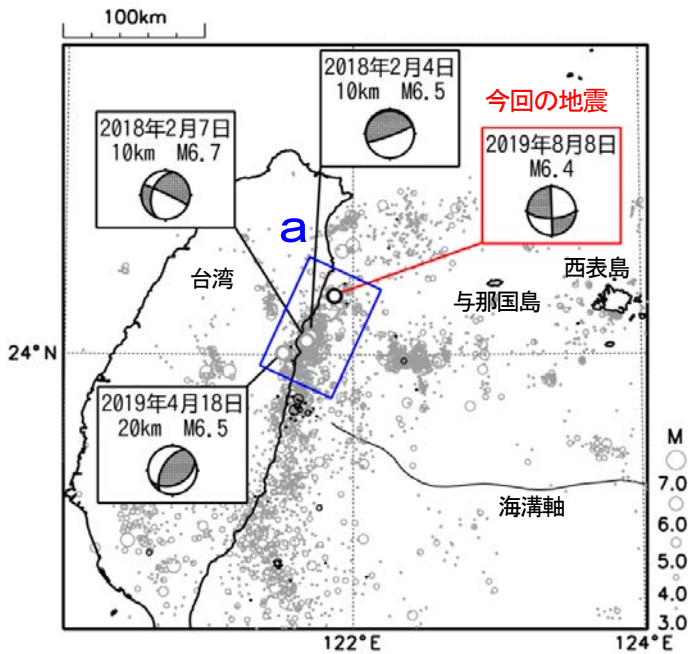 100km
2018年2月4日
10km M6.5
今回の地震
2018年2月7日
10km M6.7
2019年8月8日
M6.4
a
台湾
西表島
与那国島
24°N
2019年4月18日
20km M6.5
海溝軸
M
7.0
6.0
5.0
4.0
3.0
122°E
124°E